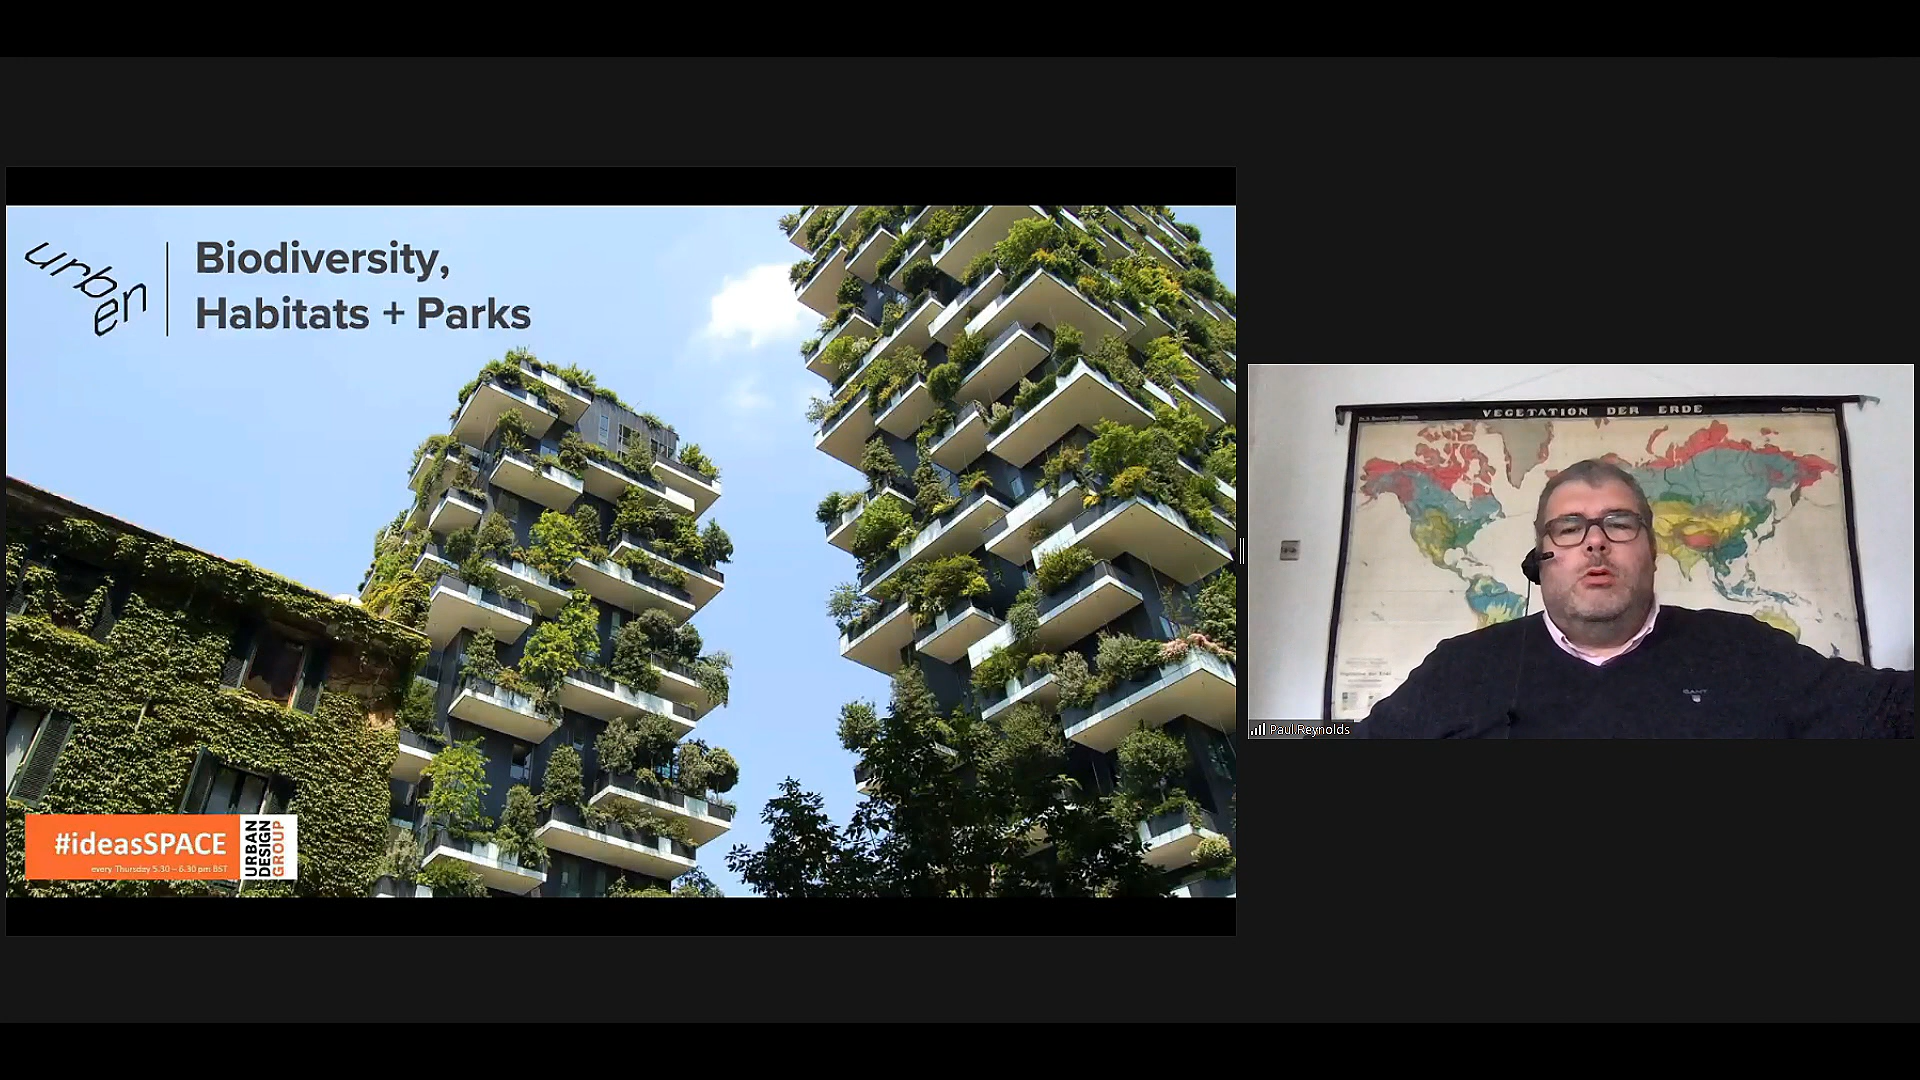 urben
Biodiversity,
Habitats + Parks
#ideasSPACE
every Thursday 5.30 – 6.30 pm BST
URBAN
DESIGN
GROUP
VEGETATION DER ERDE
GANT
Paul Reynolds